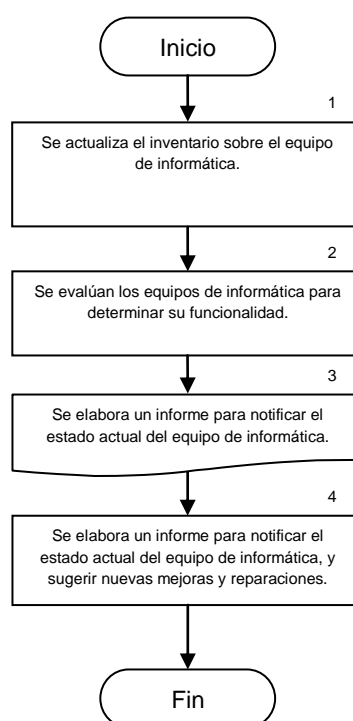 Inicio
1
Se actualiza el inventario sobre el equipo
de informática.
2
Se evalúan los equipos de informática para
determinar su funcionalidad.
3
Se elabora un informe para notificar el
estado actual del equipo de informática.
4
Se elabora un informe para notificar el
estado actual del equipo de informática, y
sugerir nuevas mejoras y reparaciones.
Fin